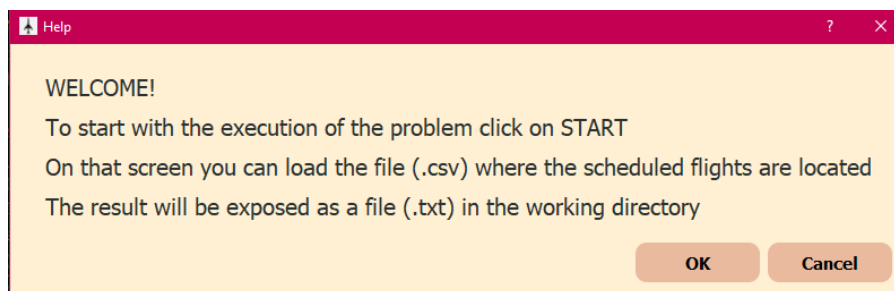 Help
WELCOME!
To start with the execution of the problem click on START
On that screen you can load the file (.csv) where the scheduled flights are located
The result will be exposed as a file (.txt) in the working directory
OK Cancel